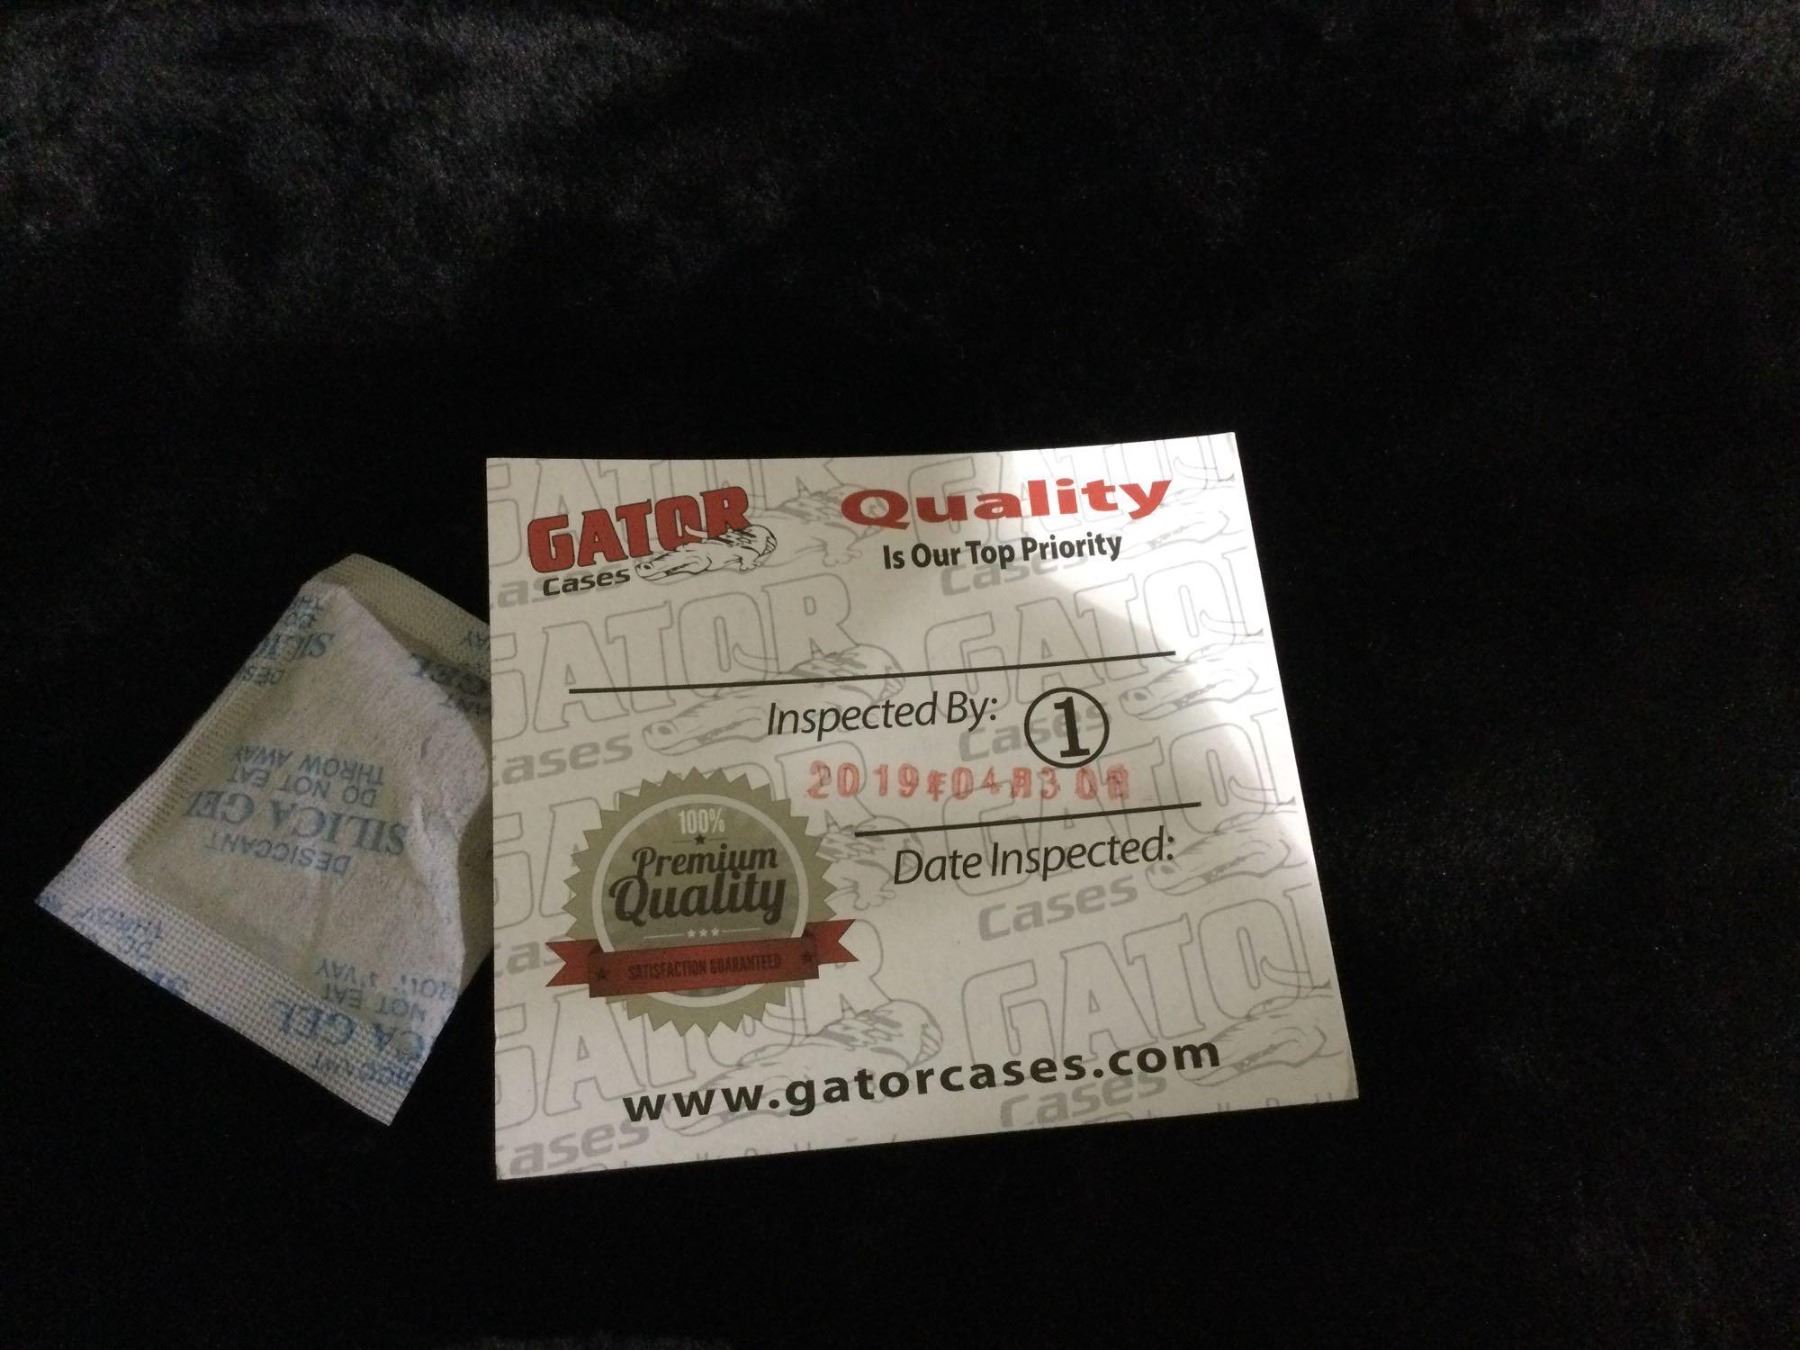 GATOR
Cases
Quality
Is Our Top Priority
Inspected By: ①
2019年04月30日
Date Inspected:
100%
Premium
Quality
SATISFACTION GUARANTEED
www.gatorcases.com
DESICCANT
SILICA GEL
DO NOT EAT
THROW AWAY